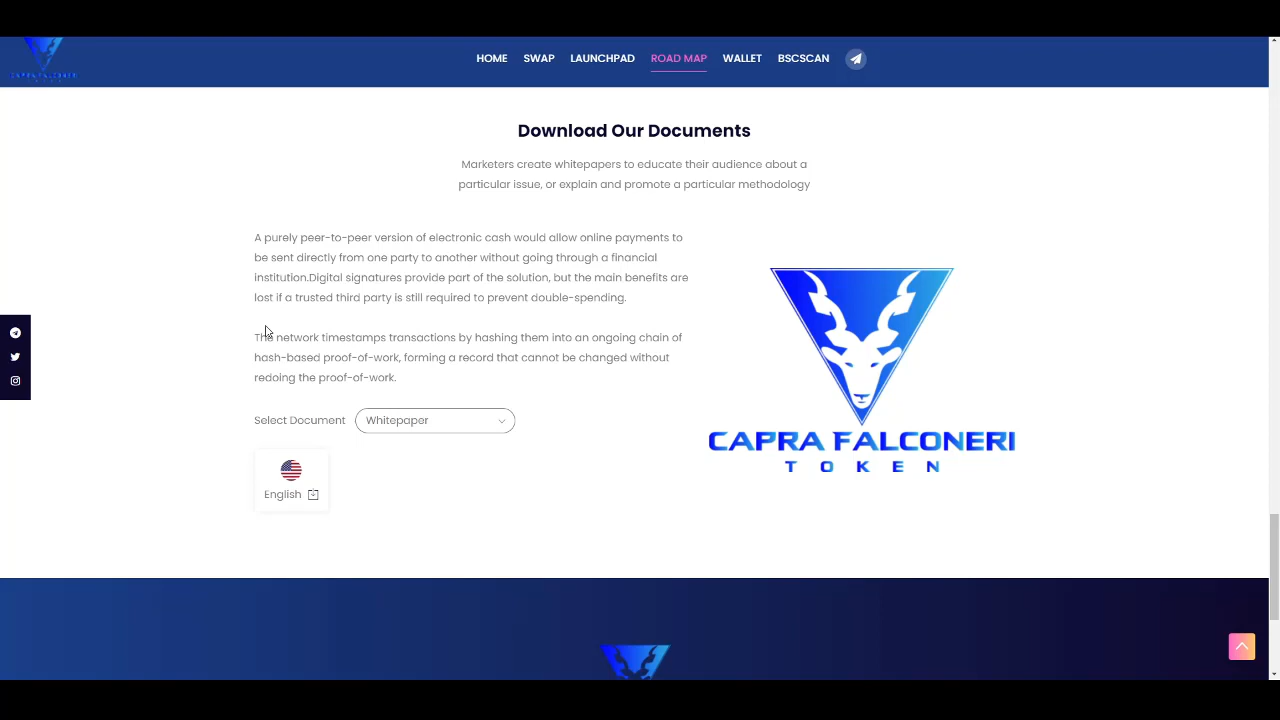 HOME SWAP LAUNCHPAD ROAD MAP WALLET BSCSCAN
Download Our Documents
Marketers create whitepapers to educate their audience about a
particular issue, or explain and promote a particular methodology
A purely peer-to-peer version of electronic cash would allow online payments to
be sent directly from one party to another without going through a financial
institution.Digital signatures provide part of the solution, but the main benefits are
lost if a trusted third party is still required to prevent double-spending.
The network timestamps transactions by hashing them into an ongoing chain of
hash-based proof-of-work, forming a record that cannot be changed without
redoing the proof-of-work.
Select Document Whitepaper
English
CAPRA FALCONERI
TOKEN